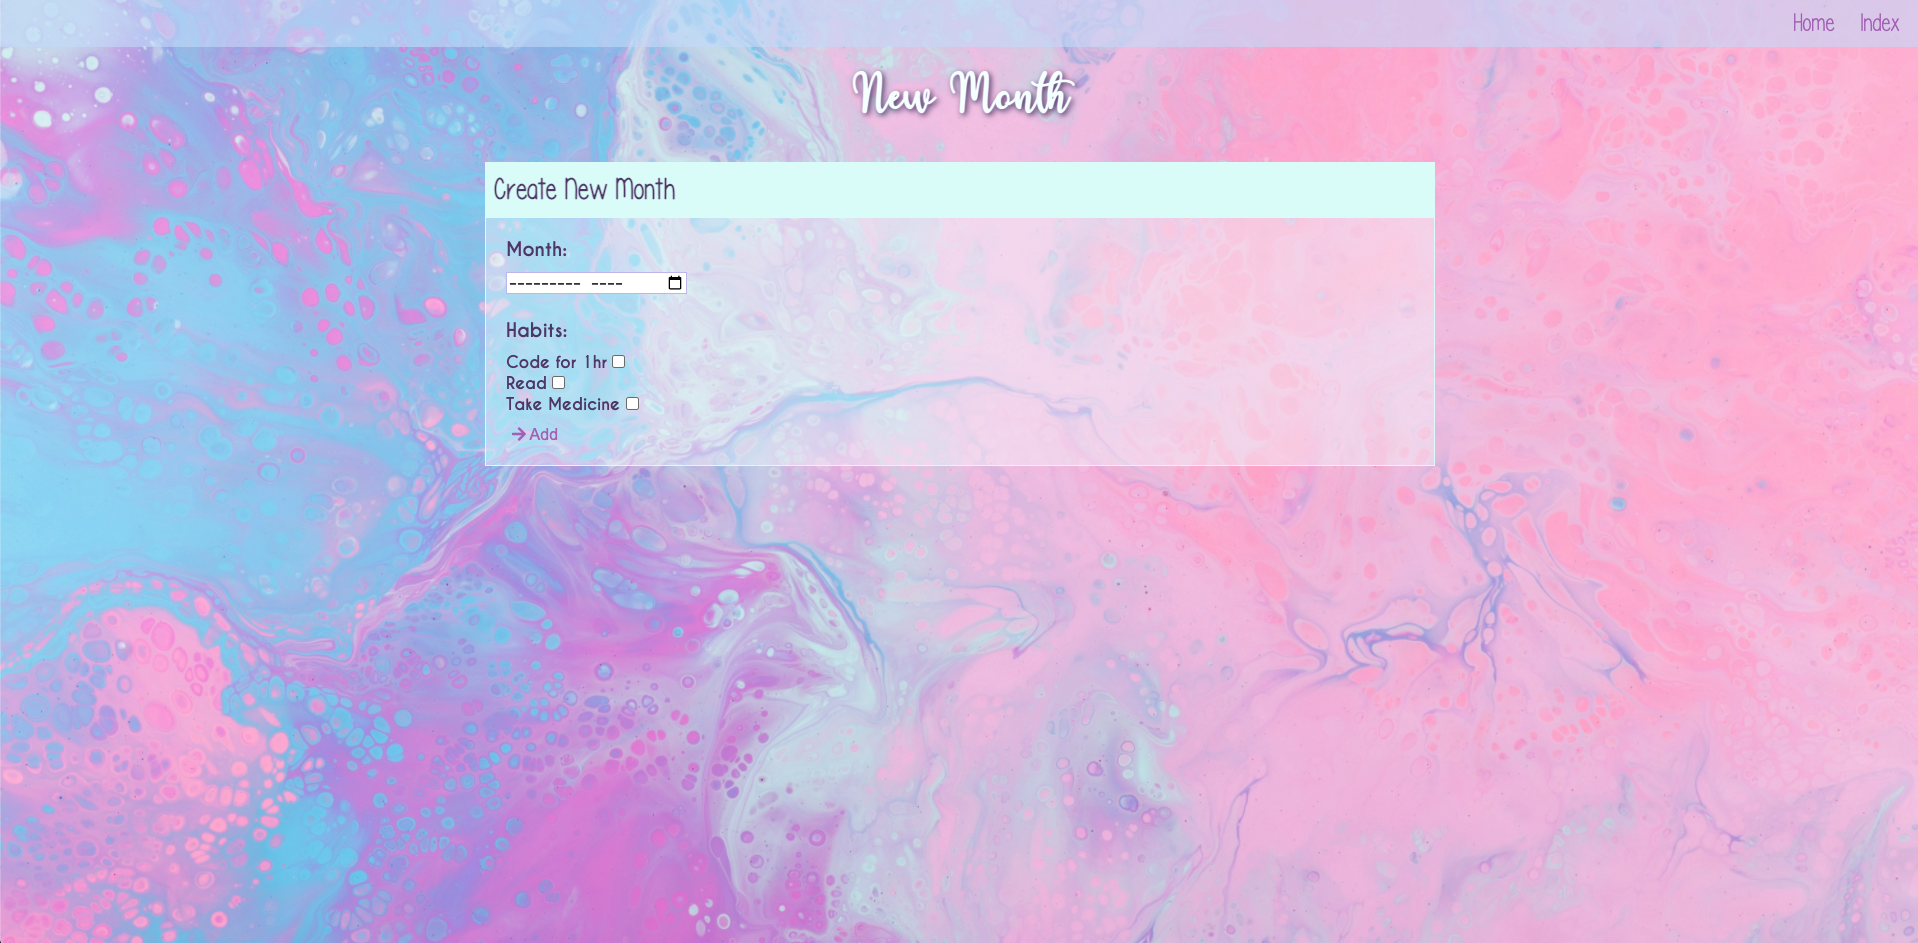 Home Index
New Month
Create New Month
Month:
--------- ----
Habits:
Code for 1hr
Read
Take Medicine
Add